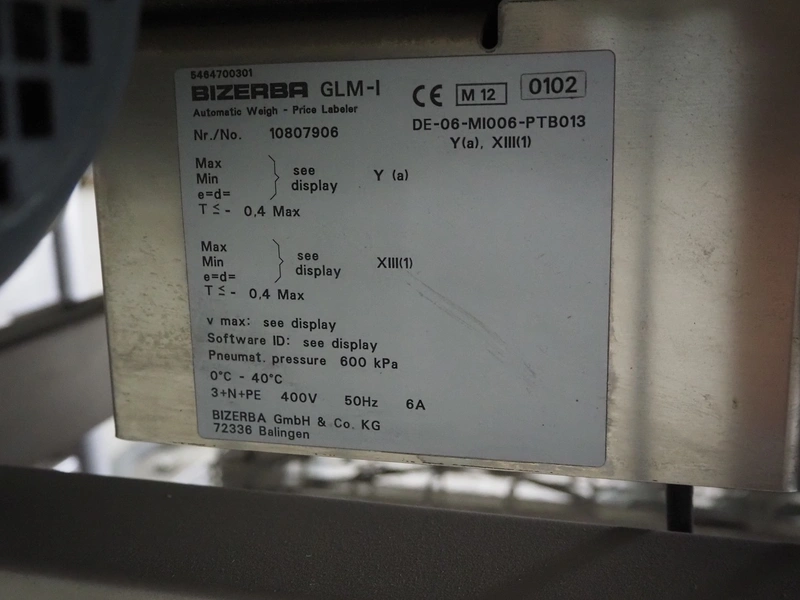 5464700301
BIZERBA GLM-I
Automatic Weigh - Price Labeler
Nr./No. 10807906
CE M 12 0102
DE-06-MI006-PTB013
Y(a), XIII(1)
Max
Min
e=d=
see
display
Y (a)
T ≤ - 0,4 Max
Max
Min
e=d=
see
display
XIII(1)
T ≤ - 0,4 Max
v max: see display
Software ID: see display
Pneumat. pressure 600 kPa
0°C - 40°C
3+N+PE 400V 50Hz 6A
BIZERBA GmbH & Co. KG
72336 Balingen